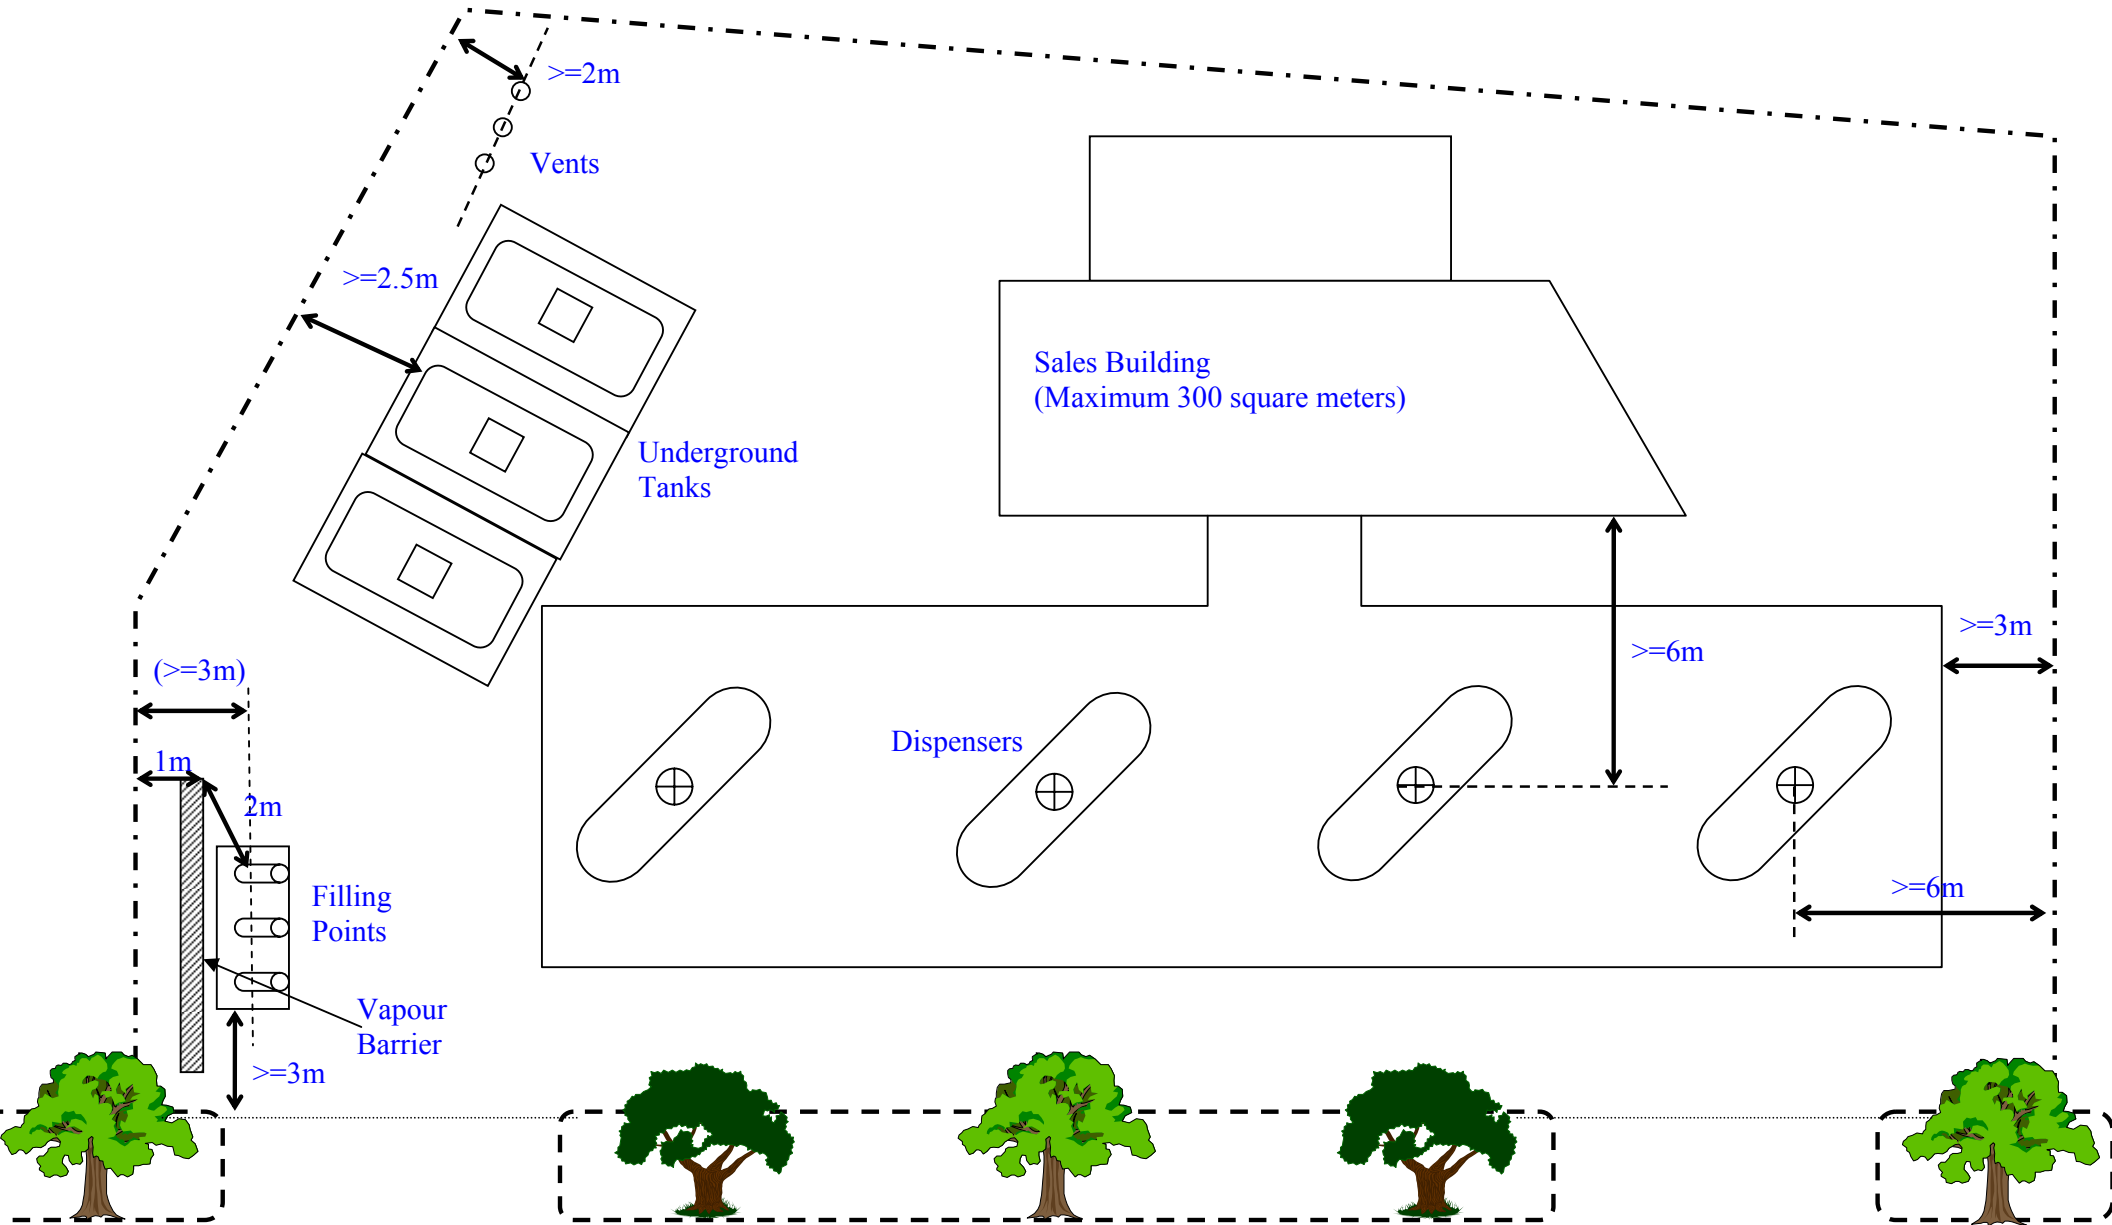 >=2m
Vents
>=2.5m
Sales Building
(Maximum 300 square meters)
Underground
Tanks
>=3m
>=6m
(>=3m)
Dispensers
1m
2m
>=6m
Filling
Points
Vapour
Barrier
>=3m